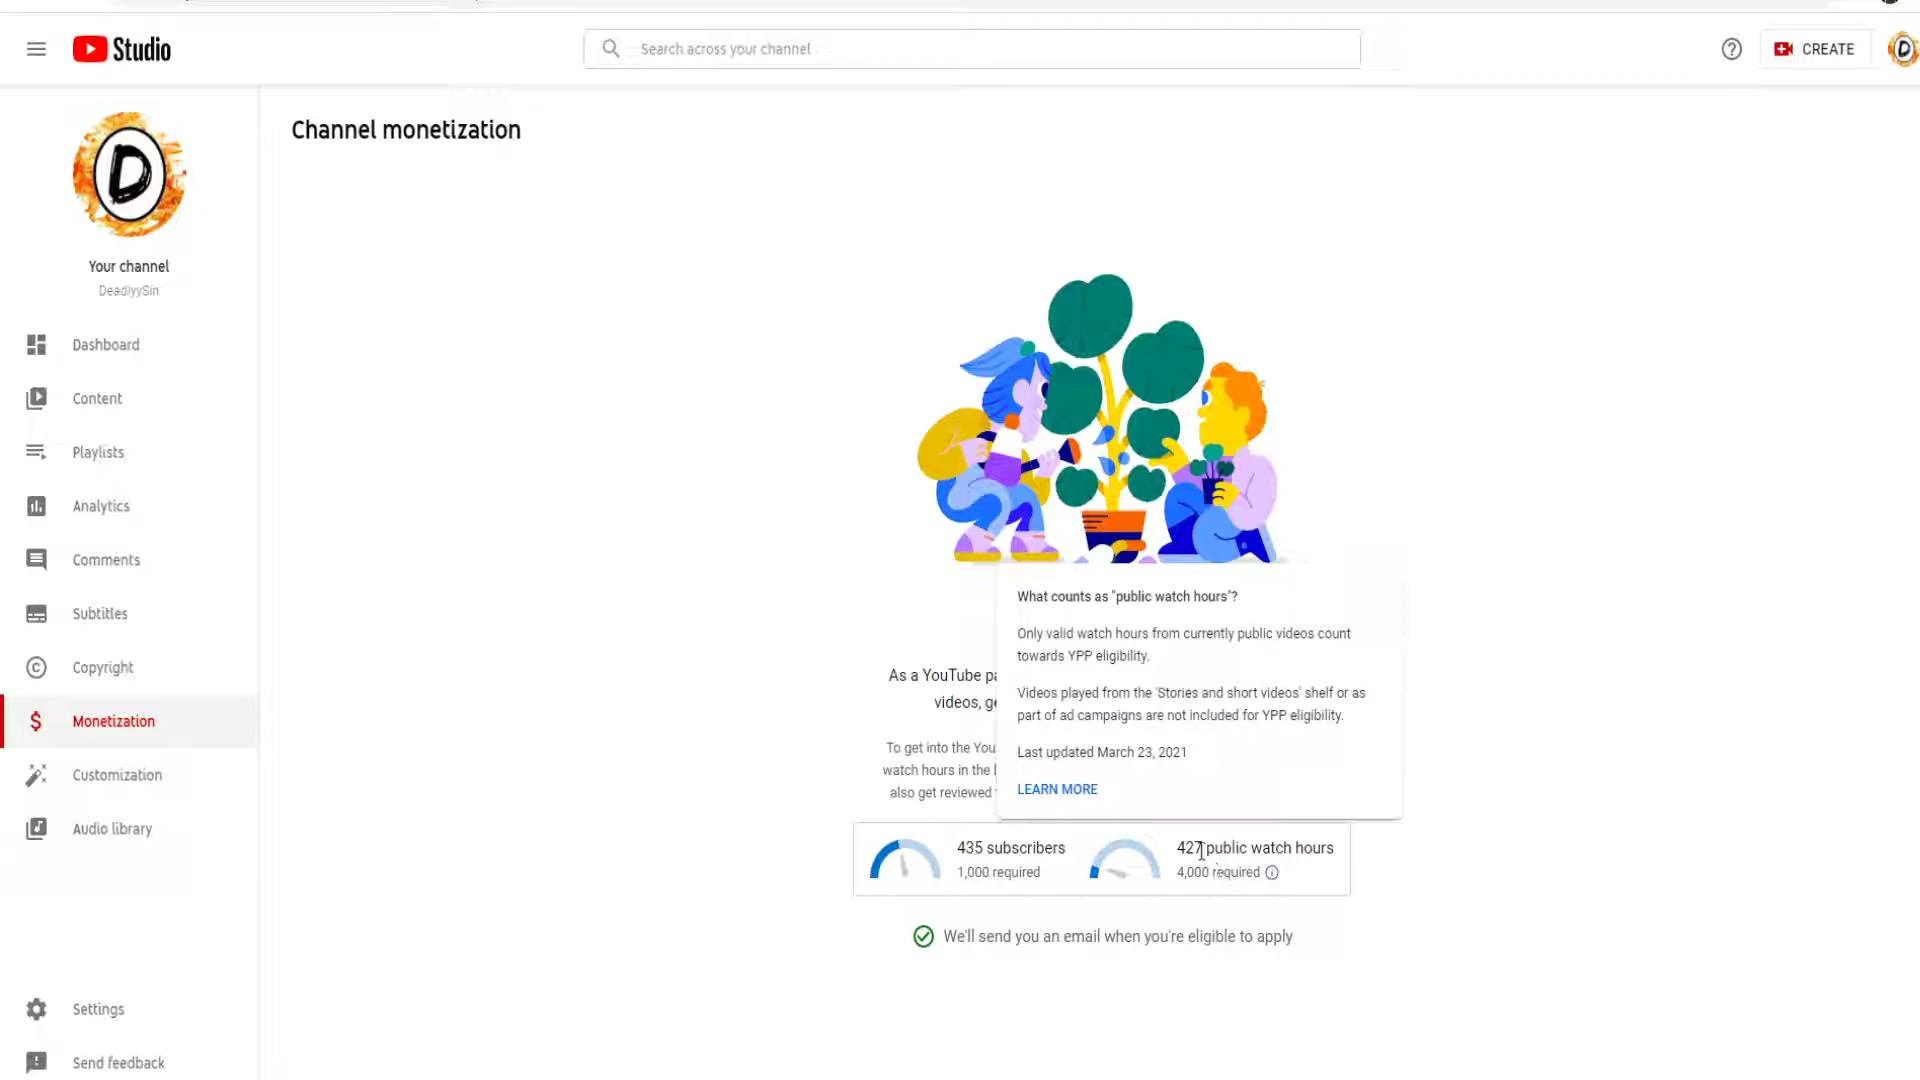 Studio
Search across your channel
CREATE
D
D
Your channel
DeadlyySin
Dashboard
Content
Playlists
Analytics
Comments
Subtitles
Copyright
Monetization
Customization
Audio library
Settings
Send feedback
Channel monetization
What counts as "public watch hours"?
Only valid watch hours from currently public videos count
towards YPP eligibility.
Videos played from the 'Stories and short videos' shelf or as
part of ad campaigns are not included for YPP eligibility.
Last updated March 23, 2021
LEARN MORE
As a YouTube pa
videos, ge
To get into the You
watch hours in the l
also get reviewed
435 subscribers
1,000 required
427 public watch hours
4,000 required
We'll send you an email when you're eligible to apply